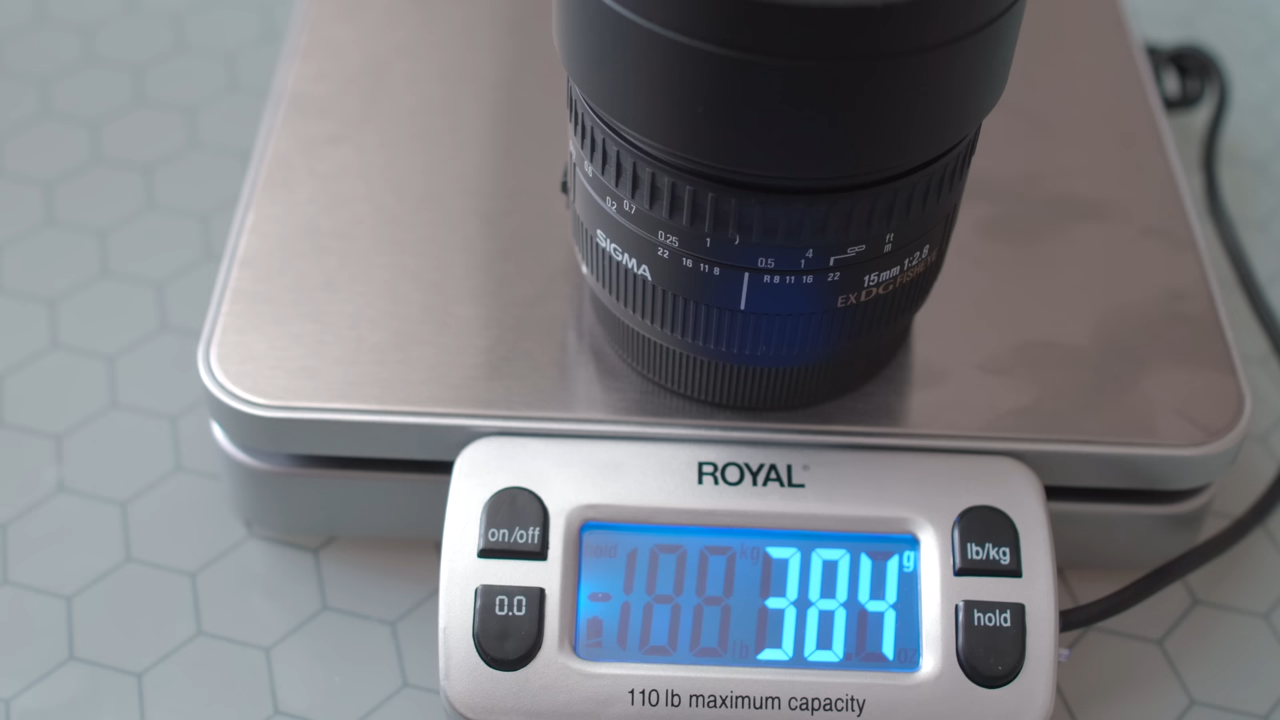 0.6
0.2 0.7
0.25 1 )
0.5 1 4 ∞ ft m
SIGMA
22 16 11 8 R 8 11 16 22
15mm 1:2.8
EX DG FISHEYE
ROYAL
on/off
0.0
lb/kg
hold
hold
kg
384 g
lb
oz
110 lb maximum capacity